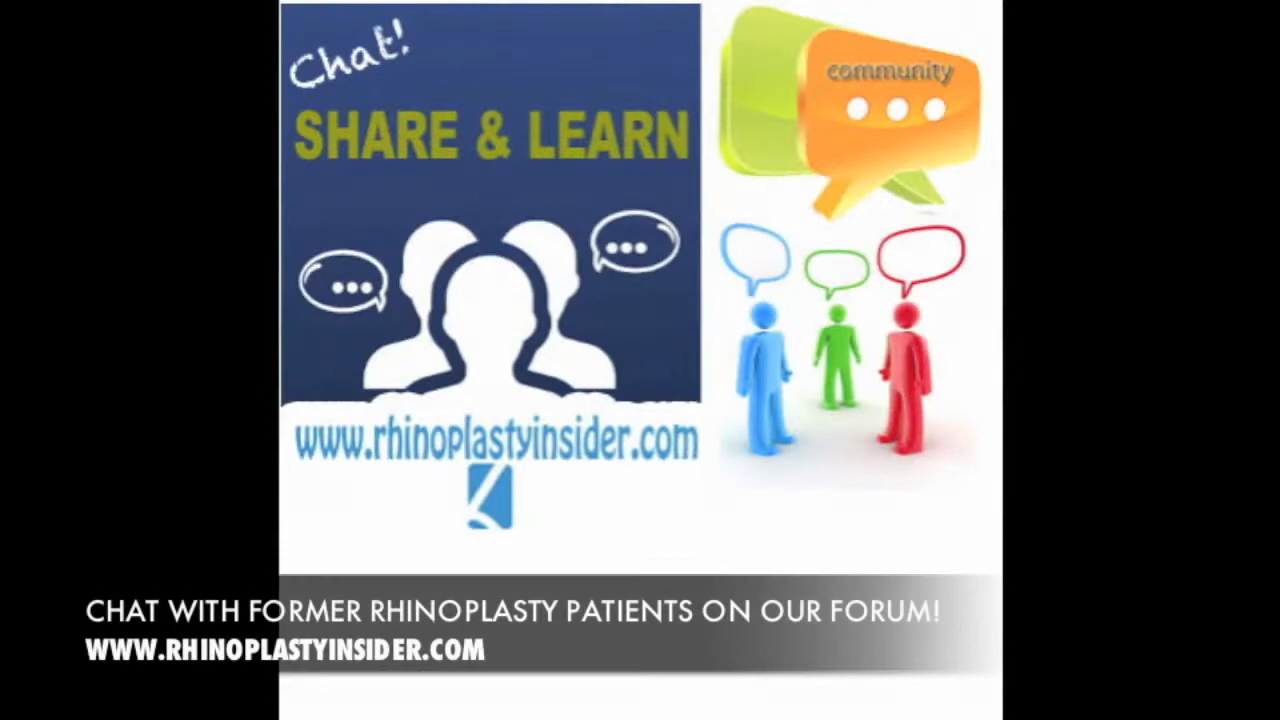 Chat!
SHARE & LEARN
www.rhinoplastyinsider.com
community
CHAT WITH FORMER RHINOPLASTY PATIENTS ON OUR FORUM!
WWW.RHINOPLASTYINSIDER.COM